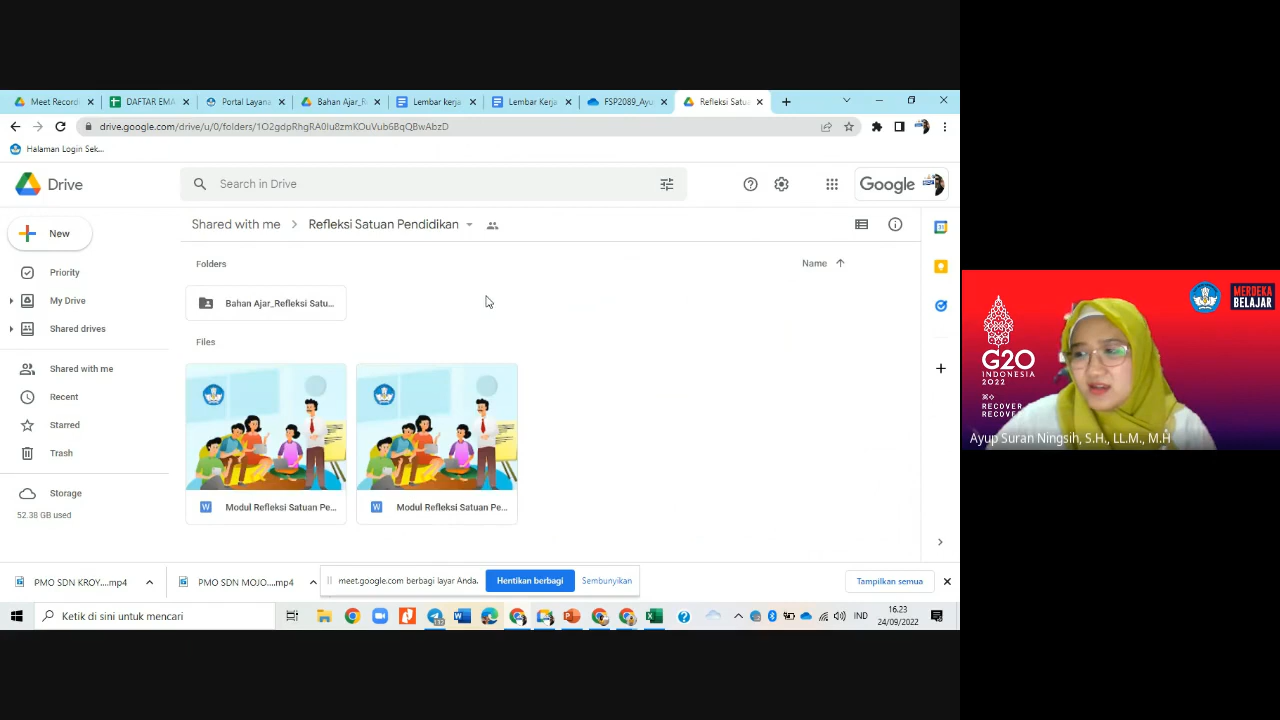 Meet Record
DAFTAR EMA
Portal Layana
Bahan Ajar_R
Lembar kerja
Lembar Kerja
FSP2089_Ayu
Refleksi Satua
drive.google.com/drive/u/0/folders/1O2gdpRhgRA0Iu8zmKOuVub6BqQBwAbzD
Halaman Login Sek...
Drive
Search in Drive
Google
New
Priority
My Drive
Shared drives
Shared with me
Recent
Starred
Trash
Storage
52.38 GB used
Shared with me
Refleksi Satuan Pendidikan
Folders
Name
Bahan Ajar_Refleksi Satu...
Files
Modul Refleksi Satuan Pe...
Modul Refleksi Satuan Pe...
MERDEKA
BELAJAR
G20
INDONESIA
2022
RECOVER
RECOVER
Ayup Suran Ningsih, S.H., LL.M., M.H
PMO SDN KROY....mp4
PMO SDN MOJO....mp4
meet.google.com berbagi layar Anda.
Hentikan berbagi
Sembunyikan
Tampilkan semua
Ketik di sini untuk mencari
IND
16.23
24/09/2022